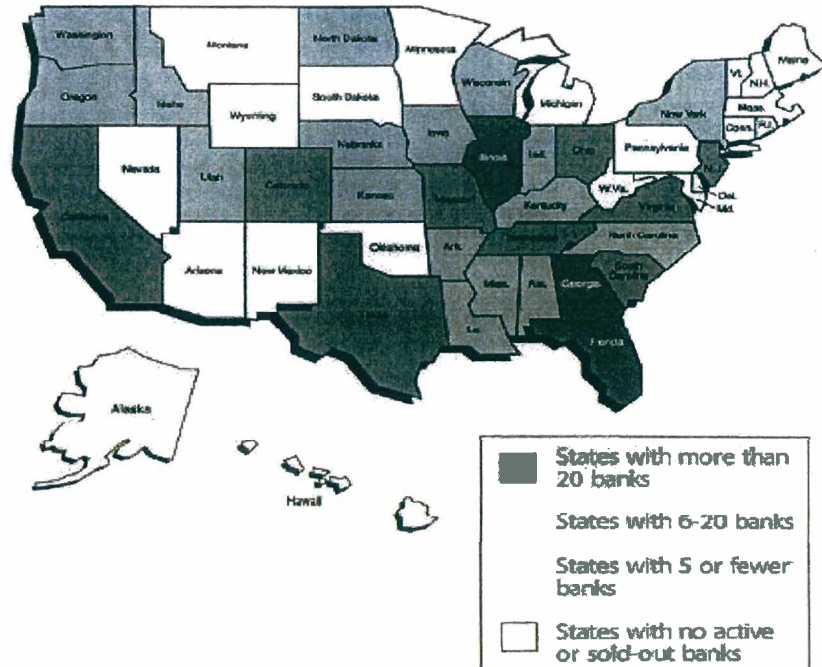 Washington
Montana
North Dakota
Minnesota
Maine
Vt.
N.H.
Oregon
Idaho
South Dakota
Wisconsin
Michigan
New York
Mass.
Wyoming
Conn.
R.I.
Nevada
Utah
Colorado
Nebraska
Iowa
Illinois
Ind.
Ohio
Pennsylvania
N.J.
California
Kansas
Missouri
Kentucky
W.Va.
Virginia
Del.
Md.
Arizona
New Mexico
Oklahoma
Ark.
Tennessee
North Carolina
South
Carolina
Texas
La.
Miss.
Ala.
Georgia
Florida
Alaska
Hawaii
States with more than
20 banks
States with 6-20 banks
States with 5 or fewer
banks
States with no active
or sold-out banks